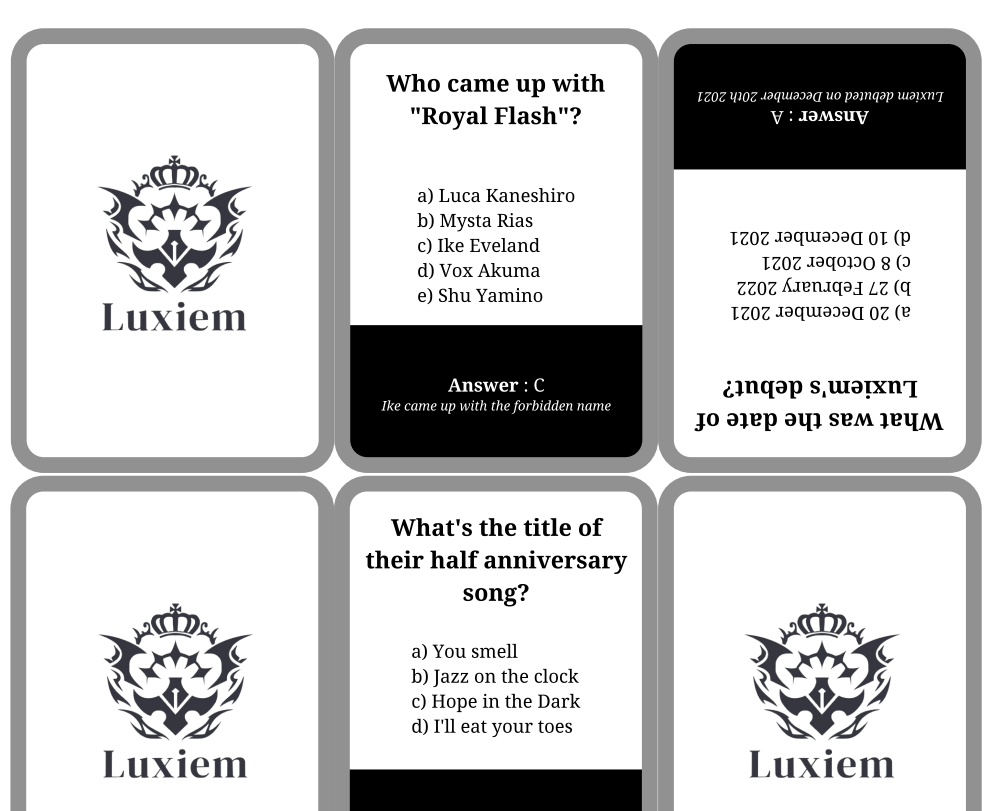 Luxiem
Who came up with
"Royal Flash"?
a) Luca Kaneshiro
b) Mysta Rias
c) Ike Eveland
d) Vox Akuma
e) Shu Yamino
Answer : C
Ike came up with the forbidden name
What was the date of
Luxiem's debut?
a) 20 December 2021
b) 27 February 2022
c) 8 October 2021
d) 10 December 2021
Answer : A
Luxiem debuted on December 20th 2021
Luxiem
What's the title of
their half anniversary
song?
a) You smell
b) Jazz on the clock
c) Hope in the Dark
d) I'll eat your toes
Luxiem